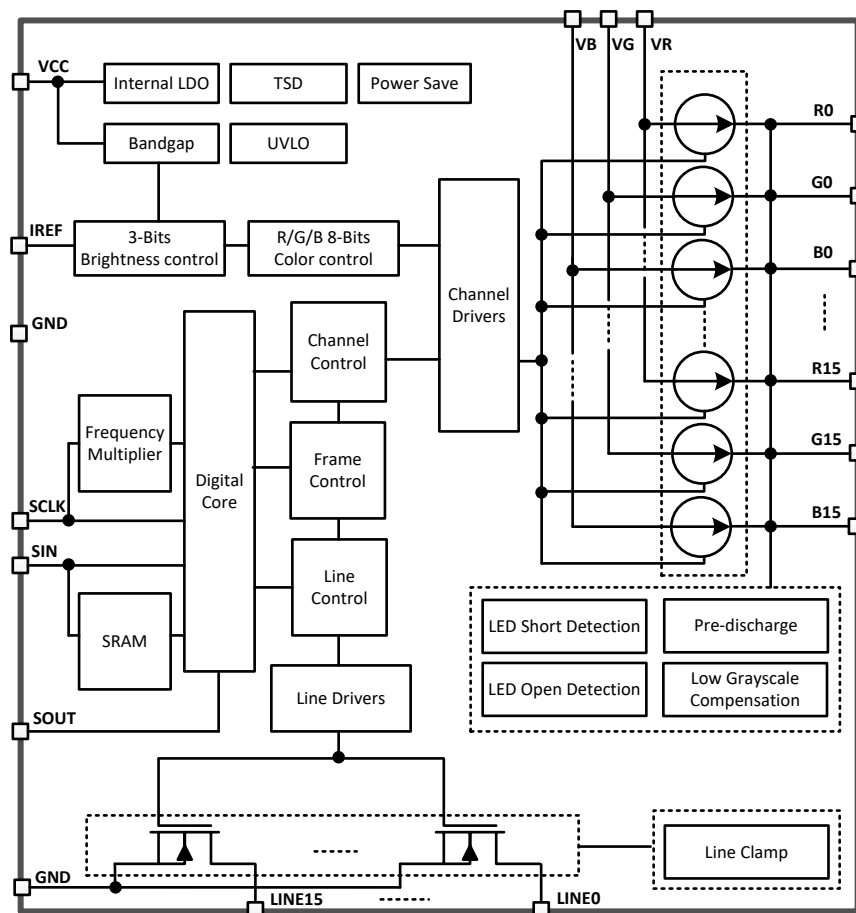 VB VG VR
VCC
Internal LDO
TSD
Power Save
Bandgap
UVLO
R0
G0
B0
R15
G15
B15
IREF
3-Bits
Brightness control
R/G/B 8-Bits
Color control
Channel
Drivers
GND
Channel
Control
Frequency
Multiplier
Digital
Core
Frame
Control
SCLK
SIN
Line
Control
SRAM
SOUT
Line Drivers
LED Short Detection
Pre-discharge
LED Open Detection
Low Grayscale
Compensation
Line Clamp
GND
LINE15
LINE0